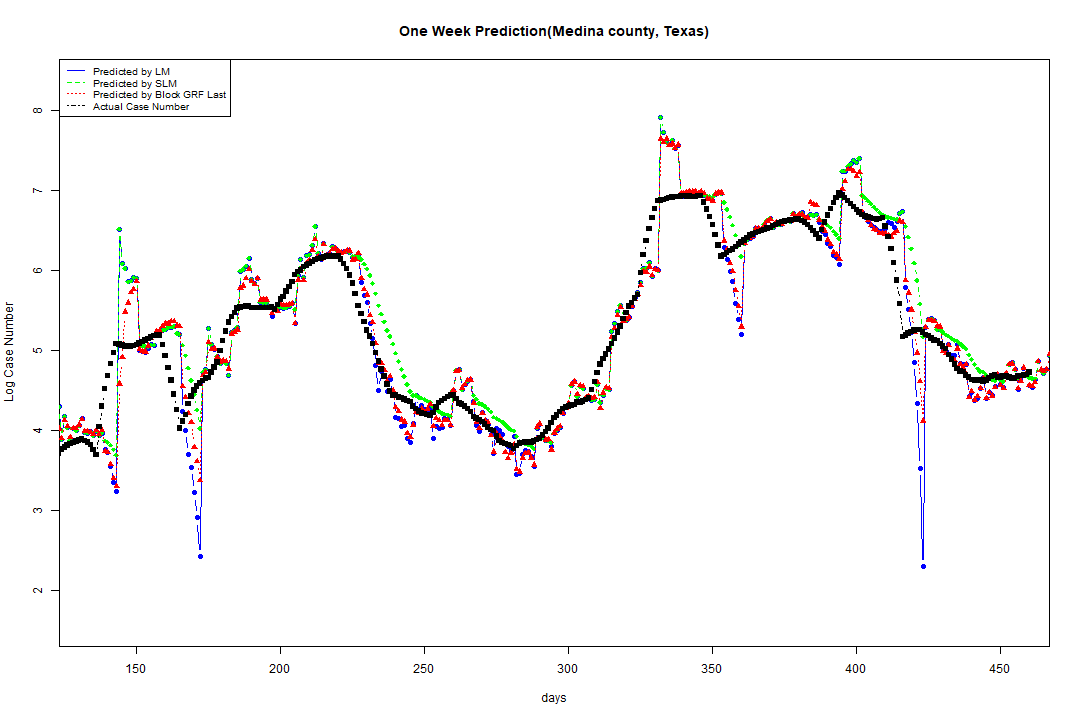 One Week Prediction(Medina county, Texas)
Predicted by LM
Predicted by SLM
Predicted by Block GRF Last
Actual Case Number
8
7
6
5
4
3
2
Log Case Number
150 200 250 300 350 400 450
days